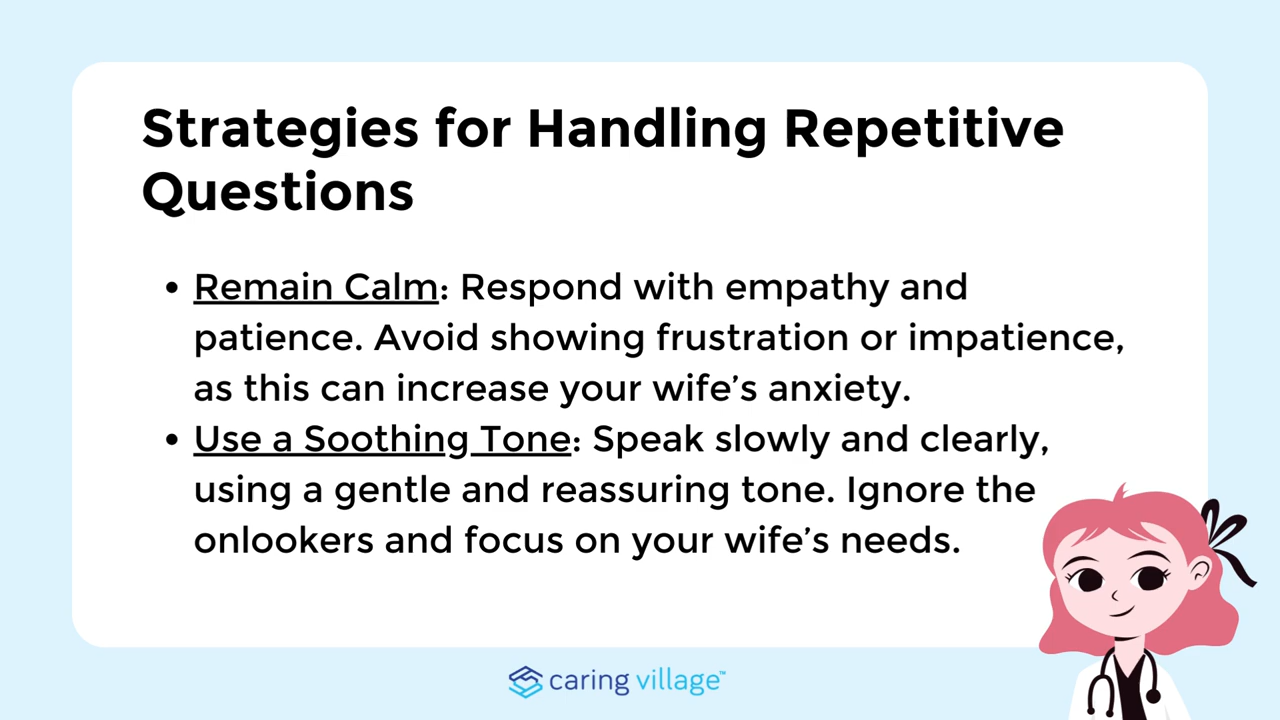 Strategies for Handling Repetitive
Questions
• Remain Calm: Respond with empathy and
patience. Avoid showing frustration or impatience,
as this can increase your wife’s anxiety.
• Use a Soothing Tone: Speak slowly and clearly,
using a gentle and reassuring tone. Ignore the
onlookers and focus on your wife’s needs.
caring village™